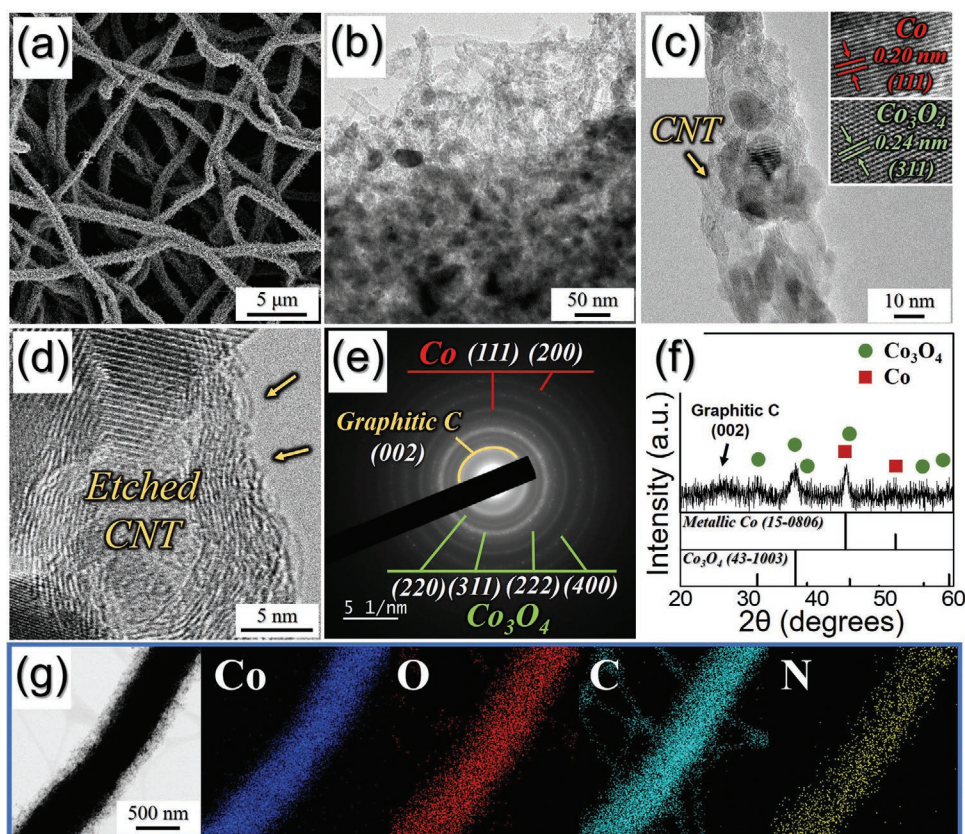 (a)
5 μm
(b)
50 nm
(c)
CNT
Co
0.20 nm
(111)
Co₃O₄
0.24 nm
(311)
10 nm
(d)
Etched
CNT
5 nm
(e)
Co (111) (200)
Graphitic C
(002)
(220) (311) (222) (400)
5 1/nm
Co₃O₄
(f)
Co₃O₄
Co
Graphitic C
(002)
Intensity (a.u.)
Metallic Co (15-0806)
Co₃O₄ (43-1003)
20 30 40 50 60
2θ (degrees)
(g)
500 nm
Co
O
C
N